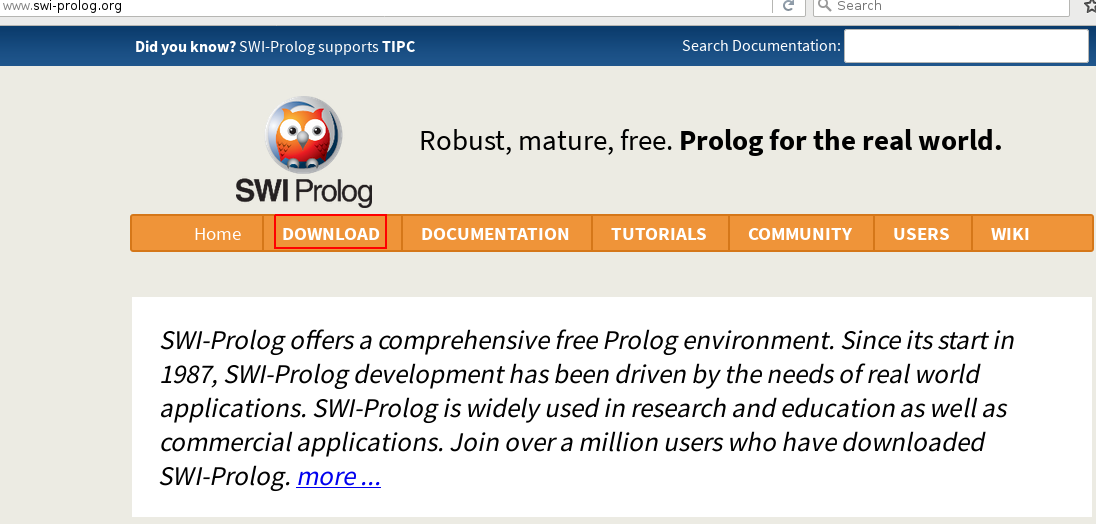 www.swi-prolog.org
Search
Did you know? SWI-Prolog supports TIPC
Search Documentation:
SWI Prolog
Robust, mature, free. Prolog for the real world.
Home DOWNLOAD DOCUMENTATION TUTORIALS COMMUNITY USERS WIKI
SWI-Prolog offers a comprehensive free Prolog environment. Since its start in
1987, SWI-Prolog development has been driven by the needs of real world
applications. SWI-Prolog is widely used in research and education as well as
commercial applications. Join over a million users who have downloaded
SWI-Prolog. more ...